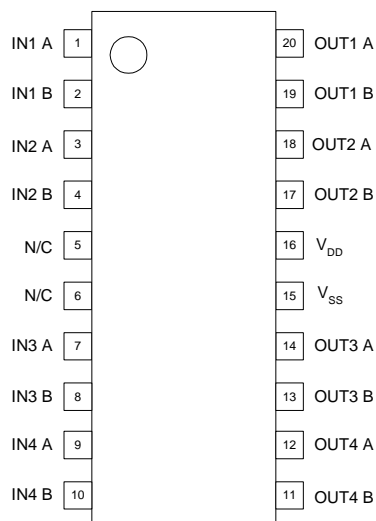 IN1 A 1 20 OUT1 A
IN1 B 2 19 OUT1 B
IN2 A 3 18 OUT2 A
IN2 B 4 17 OUT2 B
N/C 5 16 VDD
N/C 6 15 VSS
IN3 A 7 14 OUT3 A
IN3 B 8 13 OUT3 B
IN4 A 9 12 OUT4 A
IN4 B 10 11 OUT4 B